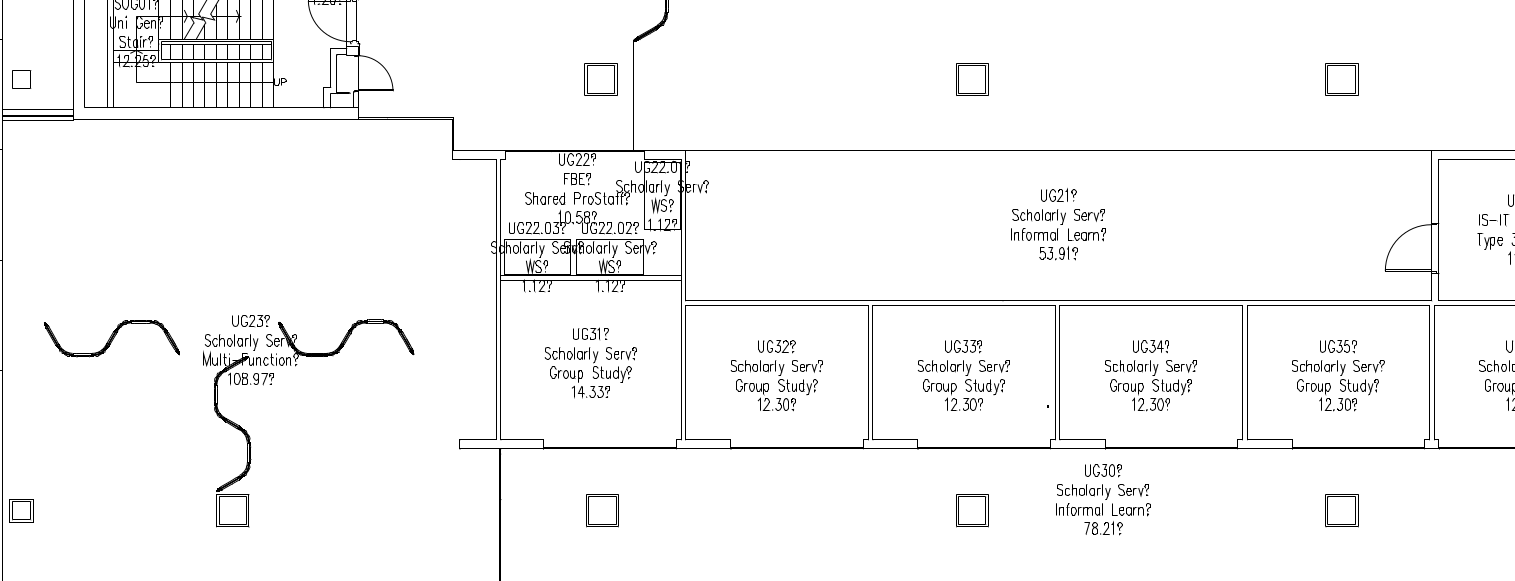 SUG01?
Uni Gen?
Stair?
12.25?
1.20?
UP
UG22?
FBE?
Shared ProStaff?
10.58?
UG22.01?
Scholarly Serv?
WS?
1.12?
UG22.03?
Scholarly Serv?
WS?
1.12?
UG22.02?
Scholarly Serv?
WS?
1.12?
UG21?
Scholarly Serv?
Informal Learn?
53.91?
U
IS-IT
Type 3
1
UG23?
Scholarly Serv?
Multi-Function?
108.97?
UG31?
Scholarly Serv?
Group Study?
14.33?
UG32?
Scholarly Serv?
Group Study?
12.30?
UG33?
Scholarly Serv?
Group Study?
12.30?
UG34?
Scholarly Serv?
Group Study?
12.30?
UG35?
Scholarly Serv?
Group Study?
12.30?
U
Schola
Group
12
UG30?
Scholarly Serv?
Informal Learn?
78.21?